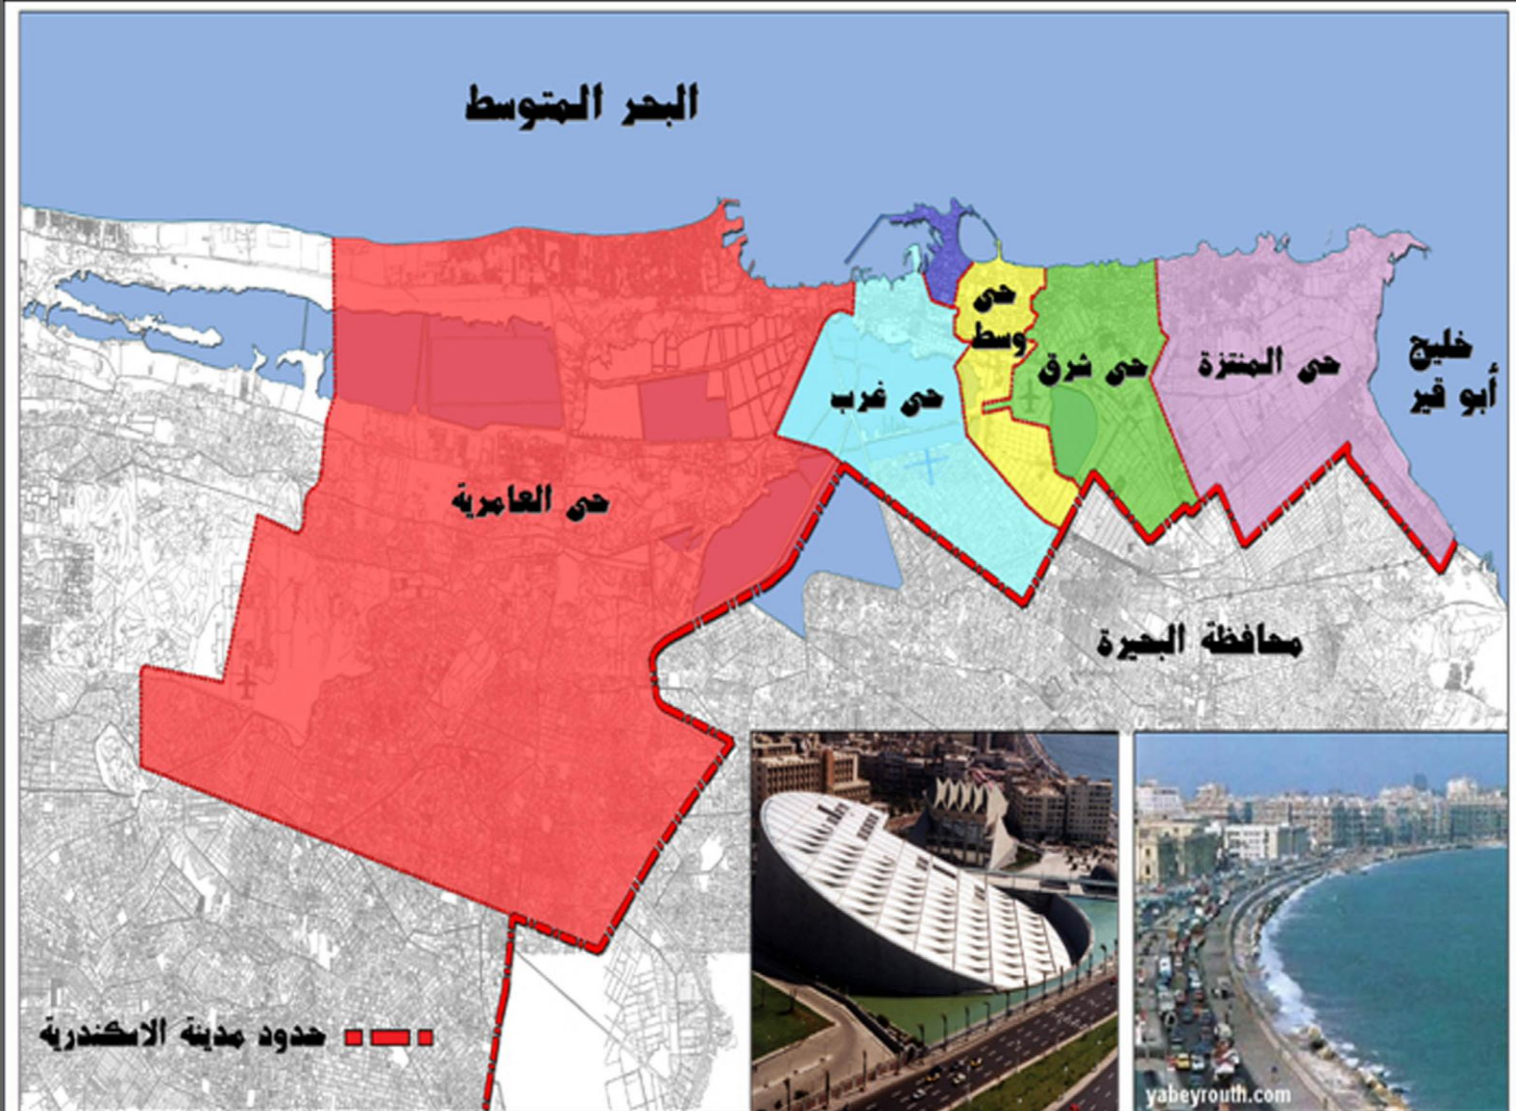 البحر المتوسط
حى
وسط
حى شرق
حى المنتزة
خليج
أبو قير
حى غرب
حى العامرية
محافظة البحيرة
حدود مدينة الاسكندرية
yabeyrouth.com